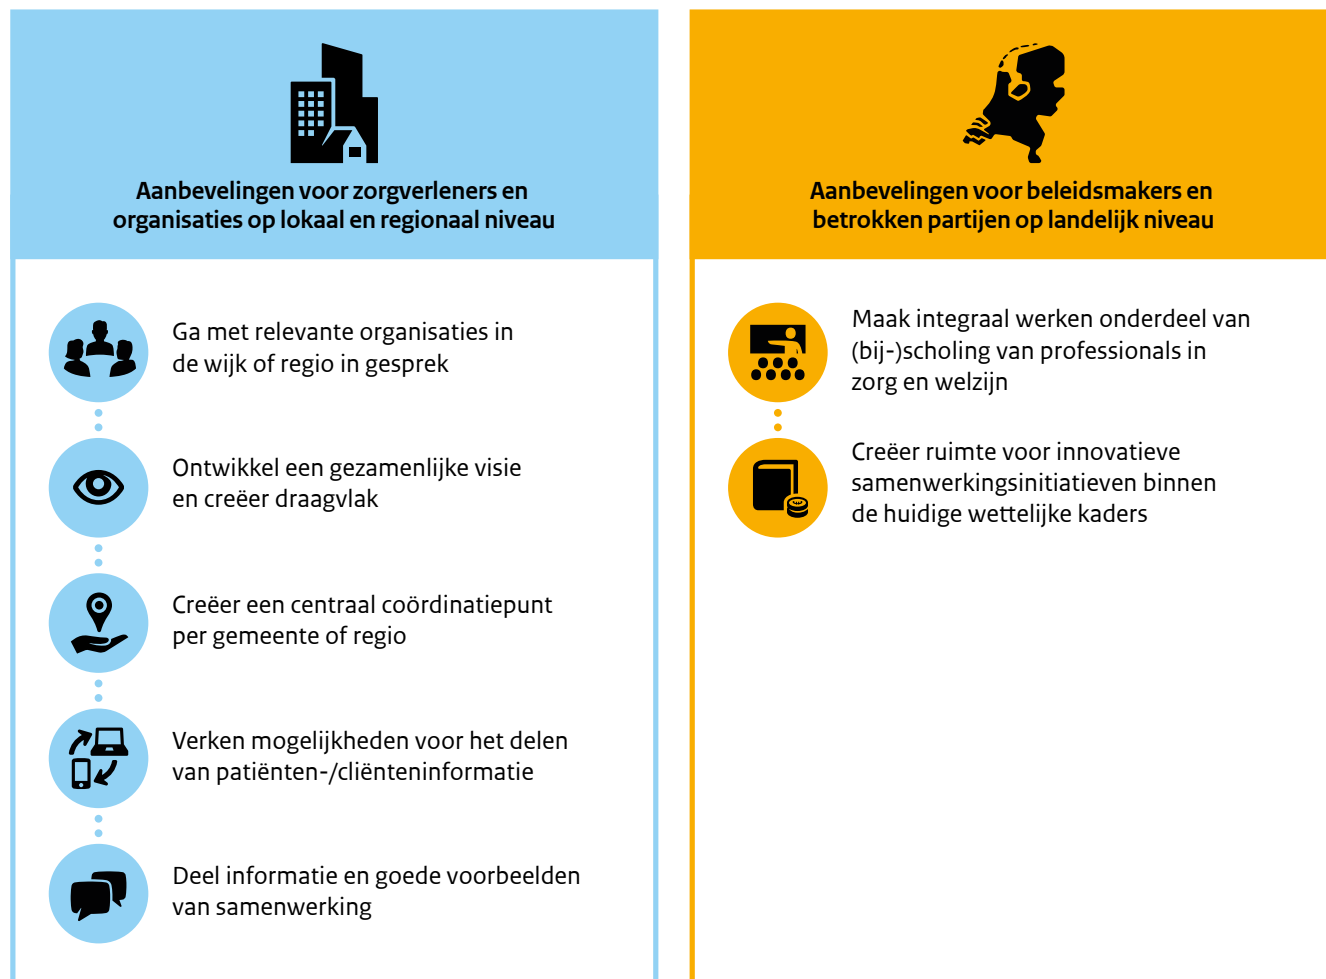 Aanbevelingen voor zorgverleners en
organisaties op lokaal en regionaal niveau
Ga met relevante organisaties in
de wijk of regio in gesprek
Ontwikkel een gezamenlijke visie
en creëer draagvlak
Creëer een centraal coördinatiepunt
per gemeente of regio
Verken mogelijkheden voor het delen
van patiënten-/cliënteninformatie
Deel informatie en goede voorbeelden
van samenwerking
Aanbevelingen voor beleidsmakers en
betrokken partijen op landelijk niveau
Maak integraal werken onderdeel van
(bij-)scholing van professionals in
zorg en welzijn
Creëer ruimte voor innovatieve
samenwerkingsinitiatieven binnen
de huidige wettelijke kaders